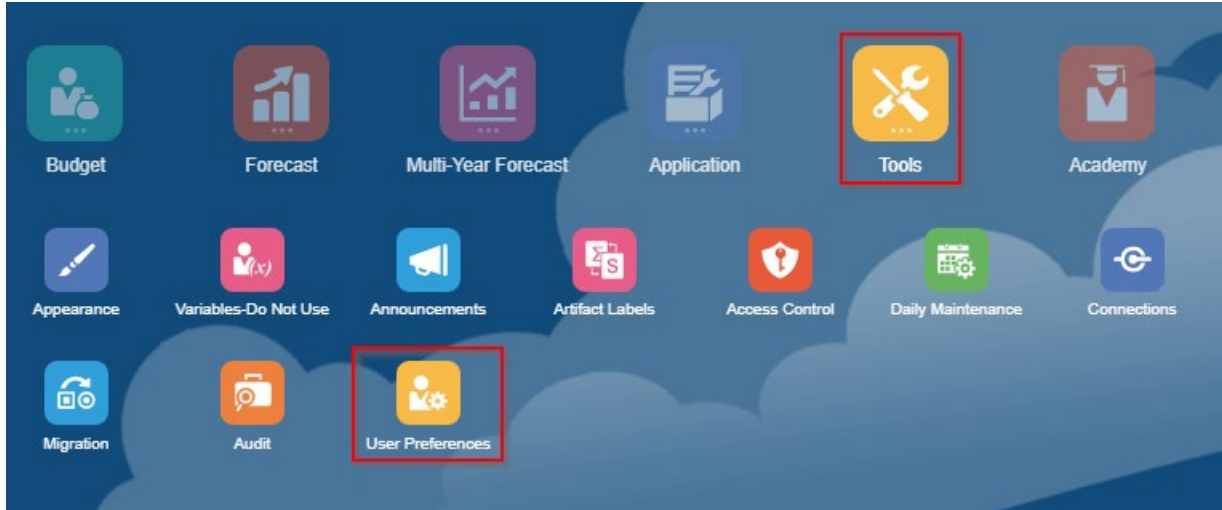 Budget
Forecast
Multi-Year Forecast
Application
Tools
Academy
Appearance
Variables-Do Not Use
Announcements
Artifact Labels
Access Control
Daily Maintenance
Connections
Migration
Audit
User Preferences